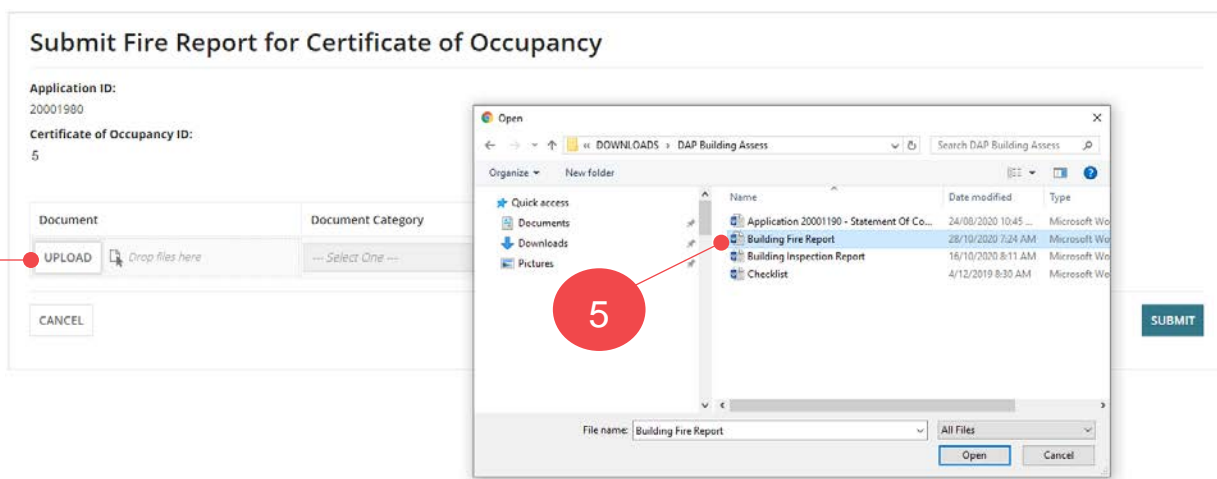 Submit Fire Report for Certificate of Occupancy
Application ID:
20001980
Certificate of Occupancy ID:
5
Document
Document Category
UPLOAD
Drop files here
--- Select One ---
CANCEL
SUBMIT
Open
« DOWNLOADS › DAP Building Assess
Search DAP Building Assess
Organize
New folder
Quick access
Documents
Downloads
Pictures
Name Date modified Type
Application 20001190 - Statement Of Co... 24/08/2020 10:45 ... Microsoft Wo
Building Fire Report 28/10/2020 7:24 AM Microsoft Wo
Building Inspection Report 16/10/2020 8:11 AM Microsoft Wo
Checklist 4/12/2019 8:30 AM Microsoft Wo
5
File name: Building Fire Report
All Files
Open
Cancel